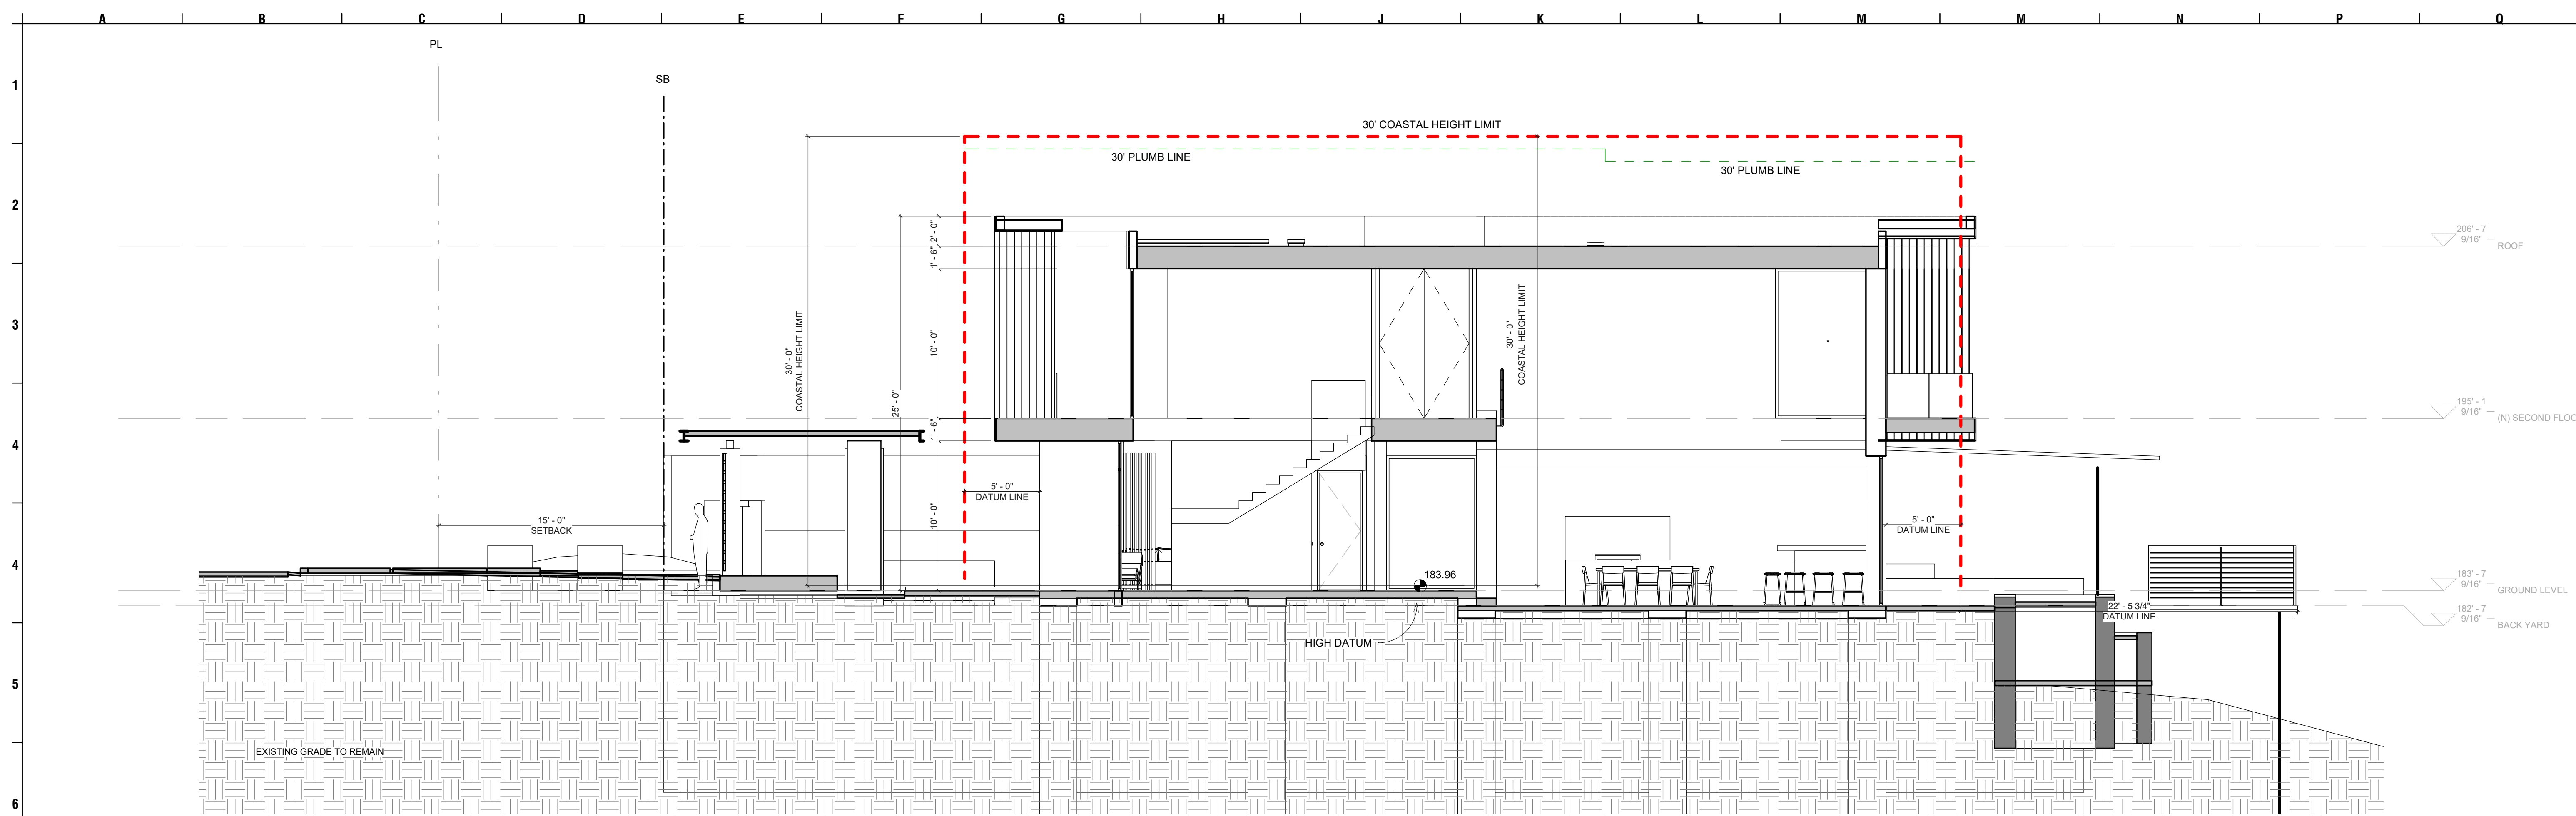 A B C D E F G H J K L M M N P Q
PL
1
SB
30' COASTAL HEIGHT LIMIT
30' PLUMB LINE
30' PLUMB LINE
2
2' - 0"
1' - 6"
206' - 7
9/16"
ROOF
3
30' - 0"
COASTAL HEIGHT LIMIT
25' - 0"
10' - 0"
30' - 0"
COASTAL HEIGHT LIMIT
195' - 1
9/16"
(N) SECOND FLOO
4
1' - 6"
5' - 0"
DATUM LINE
10' - 0"
15' - 0"
SETBACK
5' - 0"
DATUM LINE
4
183.96
183' - 7
9/16"
GROUND LEVEL
22' - 5 3/4"
DATUM LINE
182' - 7
9/16"
BACK YARD
HIGH DATUM
5
EXISTING GRADE TO REMAIN
6